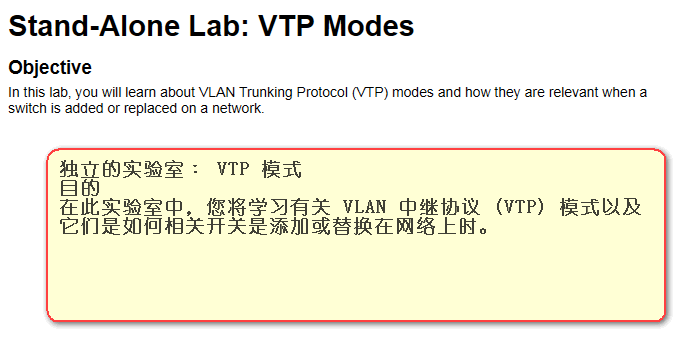 Stand-Alone Lab: VTP Modes
Objective
In this lab, you will learn about VLAN Trunking Protocol (VTP) modes and how they are relevant when a
switch is added or replaced on a network.
独立的实验室： VTP 模式
目的
在此实验室中，您将学习有关 VLAN 中继协议 (VTP) 模式以及
它们是如何相关开关是添加或替换在网络上时。